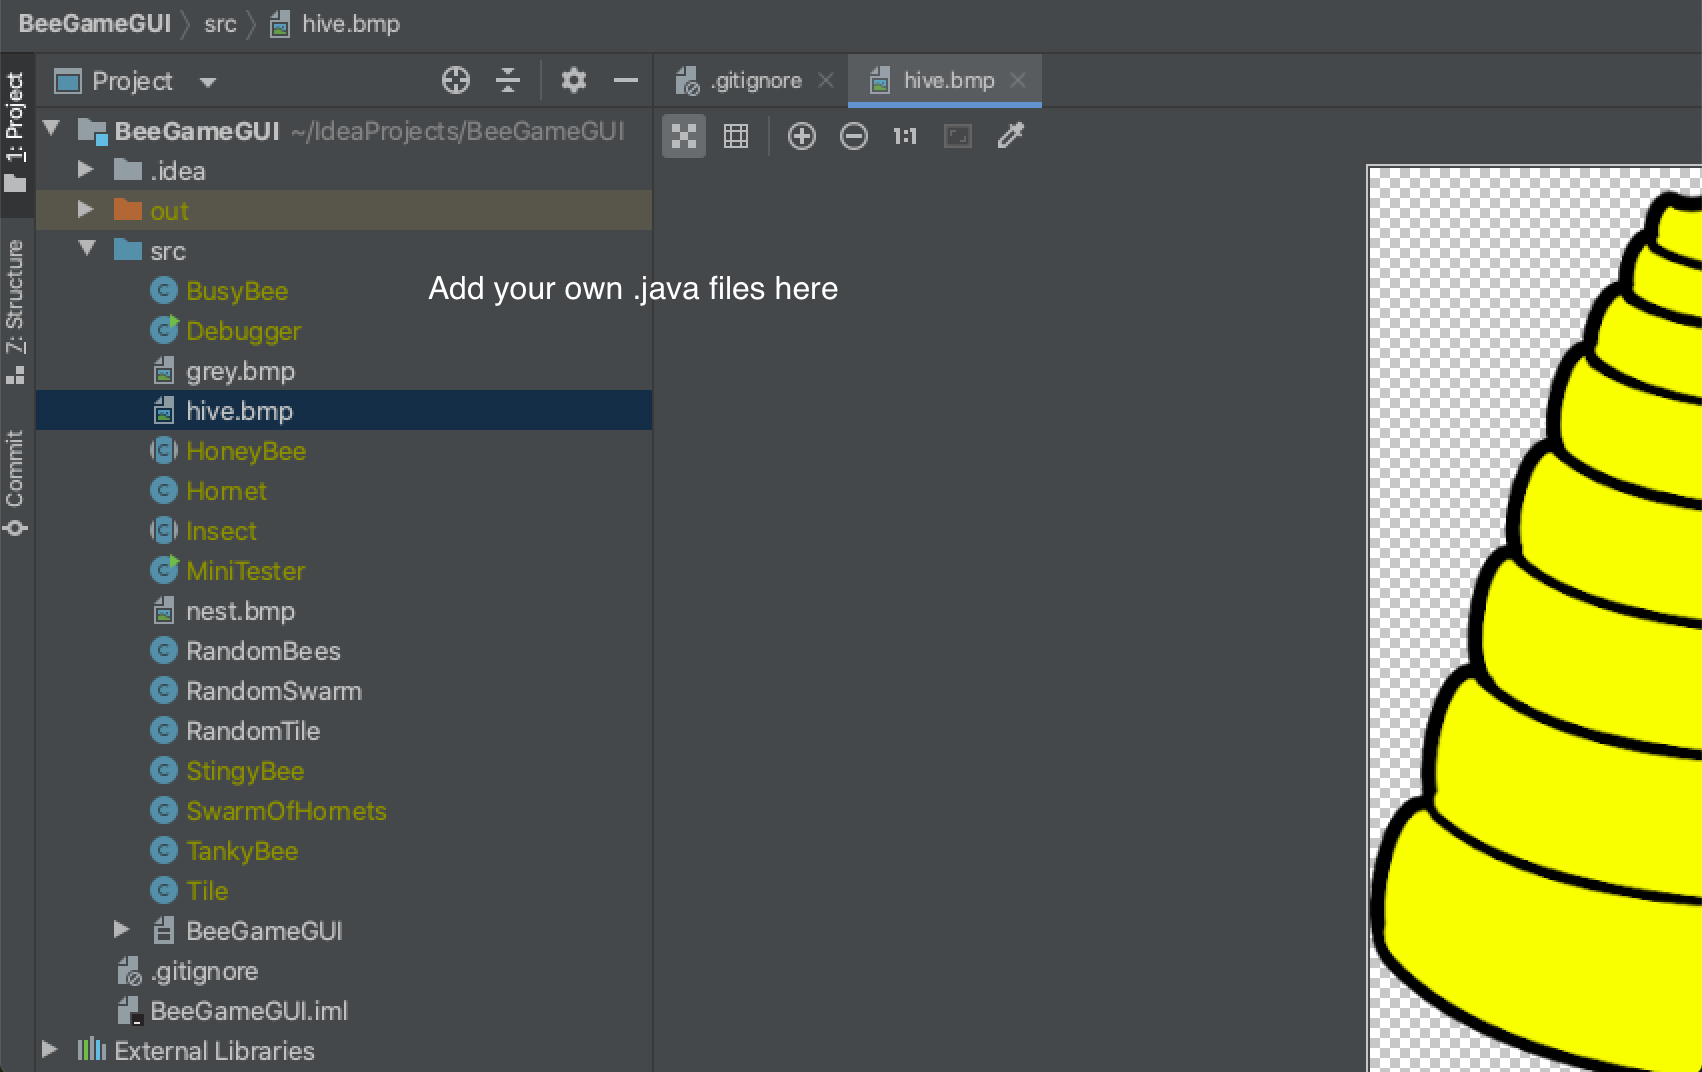 BeeGameGUI src hive.bmp
1: Project
7: Structure
Commit
Project
.gitignore hive.bmp
1:1
BeeGameGUI ~/IdeaProjects/BeeGameGUI
.idea
out
src
BusyBee
Add your own .java files here
Debugger
grey.bmp
hive.bmp
HoneyBee
Hornet
Insect
MiniTester
nest.bmp
RandomBees
RandomSwarm
RandomTile
StingyBee
SwarmOfHornets
TankyBee
Tile
BeeGameGUI
.gitignore
BeeGameGUI.iml
External Libraries